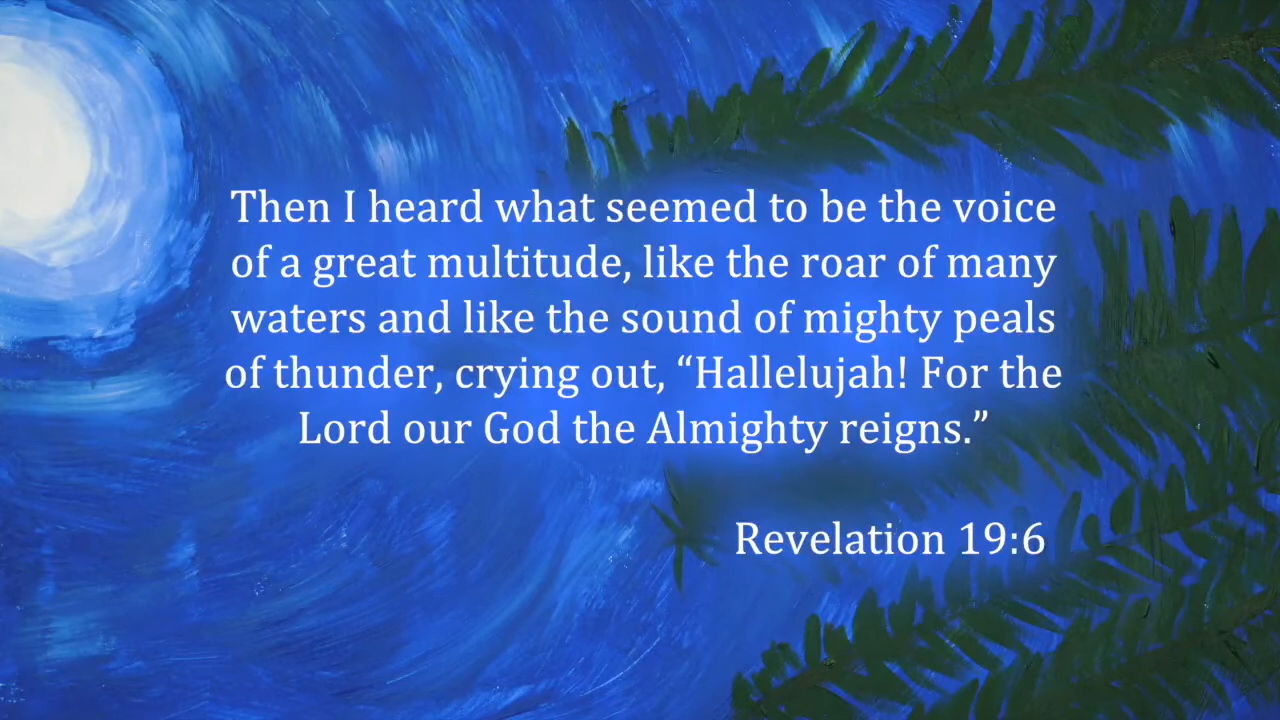 Then I heard what seemed to be the voice
of a great multitude, like the roar of many
waters and like the sound of mighty peals
of thunder, crying out, “Hallelujah! For the
Lord our God the Almighty reigns.”
Revelation 19:6